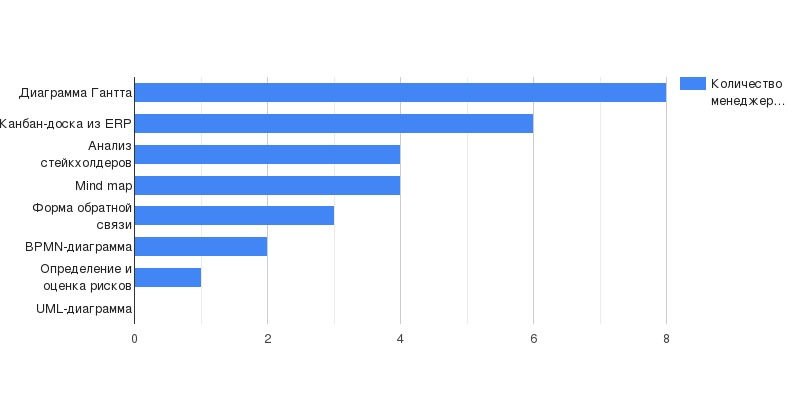 Диаграмма Гантта
Канбан-доска из ERP
Анализ
стейкхолдеров
Mind map
Форма обратной
связи
BPMN-диаграмма
Определение и
оценка рисков
UML-диаграмма
0 2 4 6 8
Количество
менеджер...